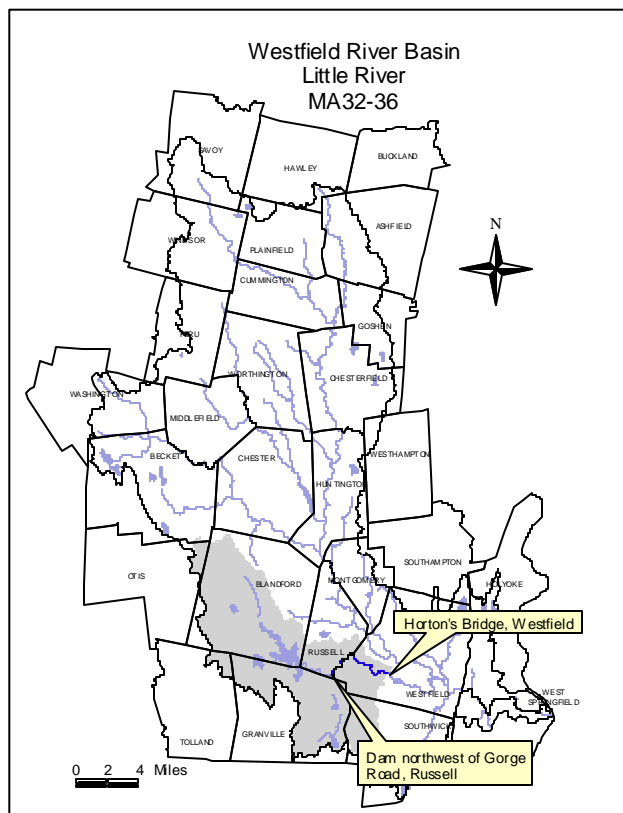 Westfield River Basin
Little River
MA32-36
SAVOY
HAWLEY
BUCKLAND
ASHFIELD
N
WINDSOR
PLAINFIELD
CUMMINGTON
GOSHEN
PERU
WORTHINGTON
CHESTERFIELD
WASHINGTON
MIDDLEFIELD
BECKET
CHESTER
WESTHAMPTON
HUNTINGTON
SOUTHAMPTON
OTIS
BLANDFORD
MONTGOMERY
HOLYOKE
Horton's Bridge, Westfield
RUSSELL
WESTFIELD
WEST
SPRINGFIELD
SOUTHWICK
TOLLAND
GRANVILLE
Dam northwest of Gorge
Road, Russell
0 2 4 Miles